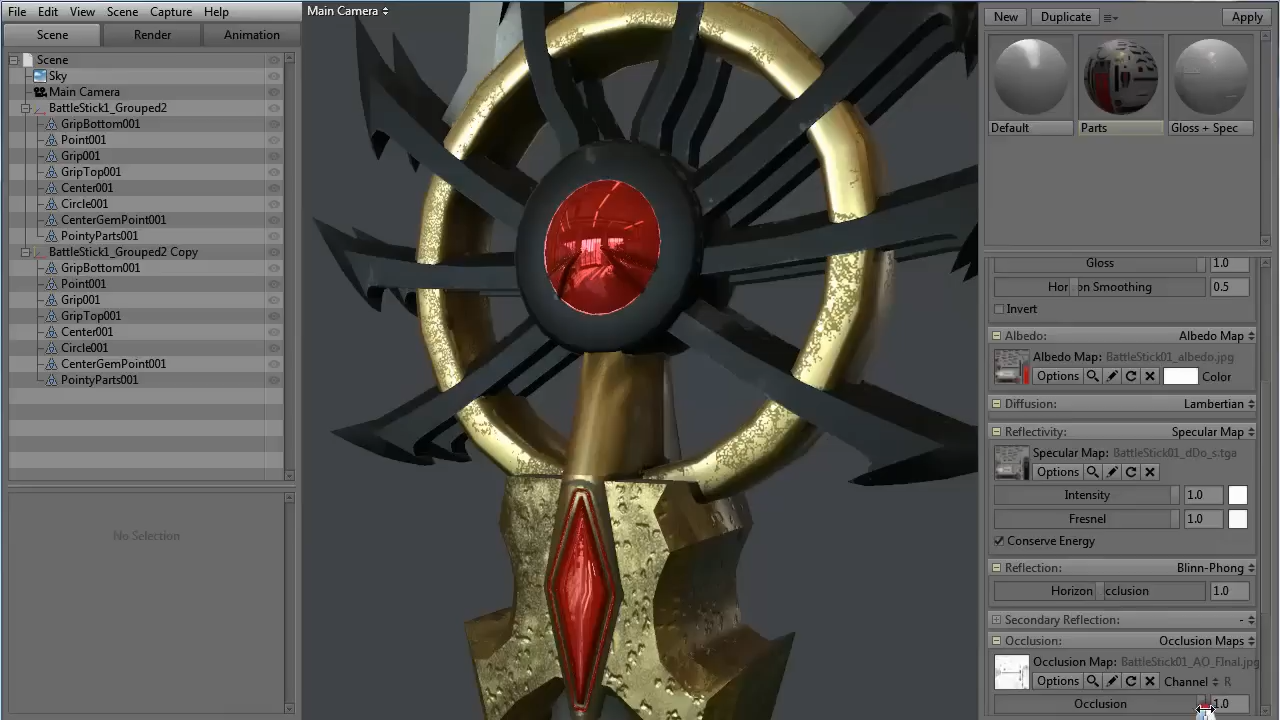 File Edit View Scene Capture Help
Scene Render Animation
Scene
Sky
Main Camera
BattleStick1_Grouped2
GripBottom001
Point001
Grip001
GripTop001
Center001
Circle001
CenterGemPoint001
PointyParts001
BattleStick1_Grouped2 Copy
GripBottom001
Point001
Grip001
GripTop001
Center001
Circle001
CenterGemPoint001
PointyParts001
No Selection
Main Camera
New Duplicate Apply
Default Parts Gloss + Spec
Gloss 1.0
Horizon Smoothing 0.5
Invert
Albedo: Albedo Map
Albedo Map: BattleStick01_albedo.jpg
Options Color
Diffusion: Lambertian
Reflectivity: Specular Map
Specular Map: BattleStick01_dDo_s.tga
Options
Intensity 1.0
Fresnel 1.0
Conserve Energy
Reflection: Blinn-Phong
Horizon Occlusion 1.0
Secondary Reflection: -
Occlusion: Occlusion Maps
Occlusion Map: BattleStick01_AO_FInal.jpg
Options Channel R
Occlusion 1.0